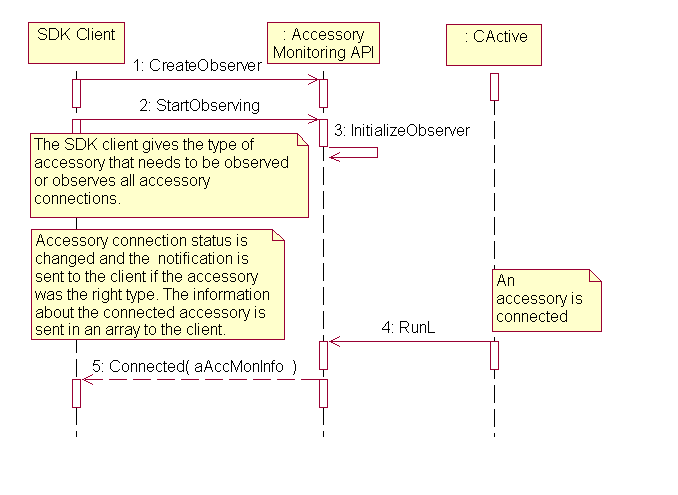 SDK Client
: Accessory
Monitoring API
: CActive
1: CreateObserver
2: StartObserving
3: InitializeObserver
The SDK client gives the type of
accessory that needs to be observed
or observes all accessory
connections.
Accessory connection status is
changed and the  notification is
sent to the client if the accessory
was the right type. The information
about the connected accessory is
sent in an array to the client.
An
accessory is
connected
4: RunL
5: Connected( aAccMonInfo  )